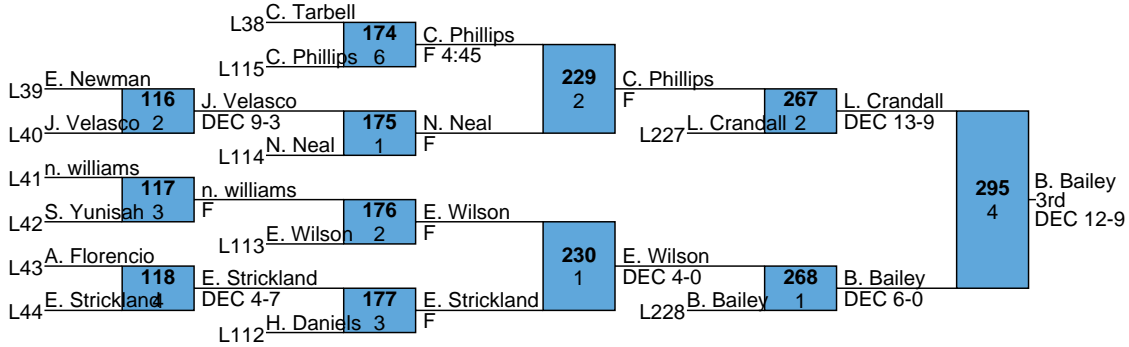 L38 C. Tarbell
174
6
C. Phillips
F 4:45
L115 C. Phillips
229
2
L39 E. Newman
116
2
J. Velasco
DEC 9-3
L40 J. Velasco
C. Phillips
F
267
2
L. Crandall
DEC 13-9
175
1
N. Neal
F
L114 N. Neal
L227 L. Crandall
L41 n. williams
117
3
n. williams
F
L42 S. Yunisah
176
2
E. Wilson
F
L113 E. Wilson
295
4
B. Bailey
3rd
DEC 12-9
230
1
L43 A. Florencio
118
4
E. Strickland
DEC 4-7
L44 E. Strickland
E. Wilson
DEC 4-0
268
1
B. Bailey
DEC 6-0
177
3
E. Strickland
F
L112 H. Daniels
L228 B. Bailey